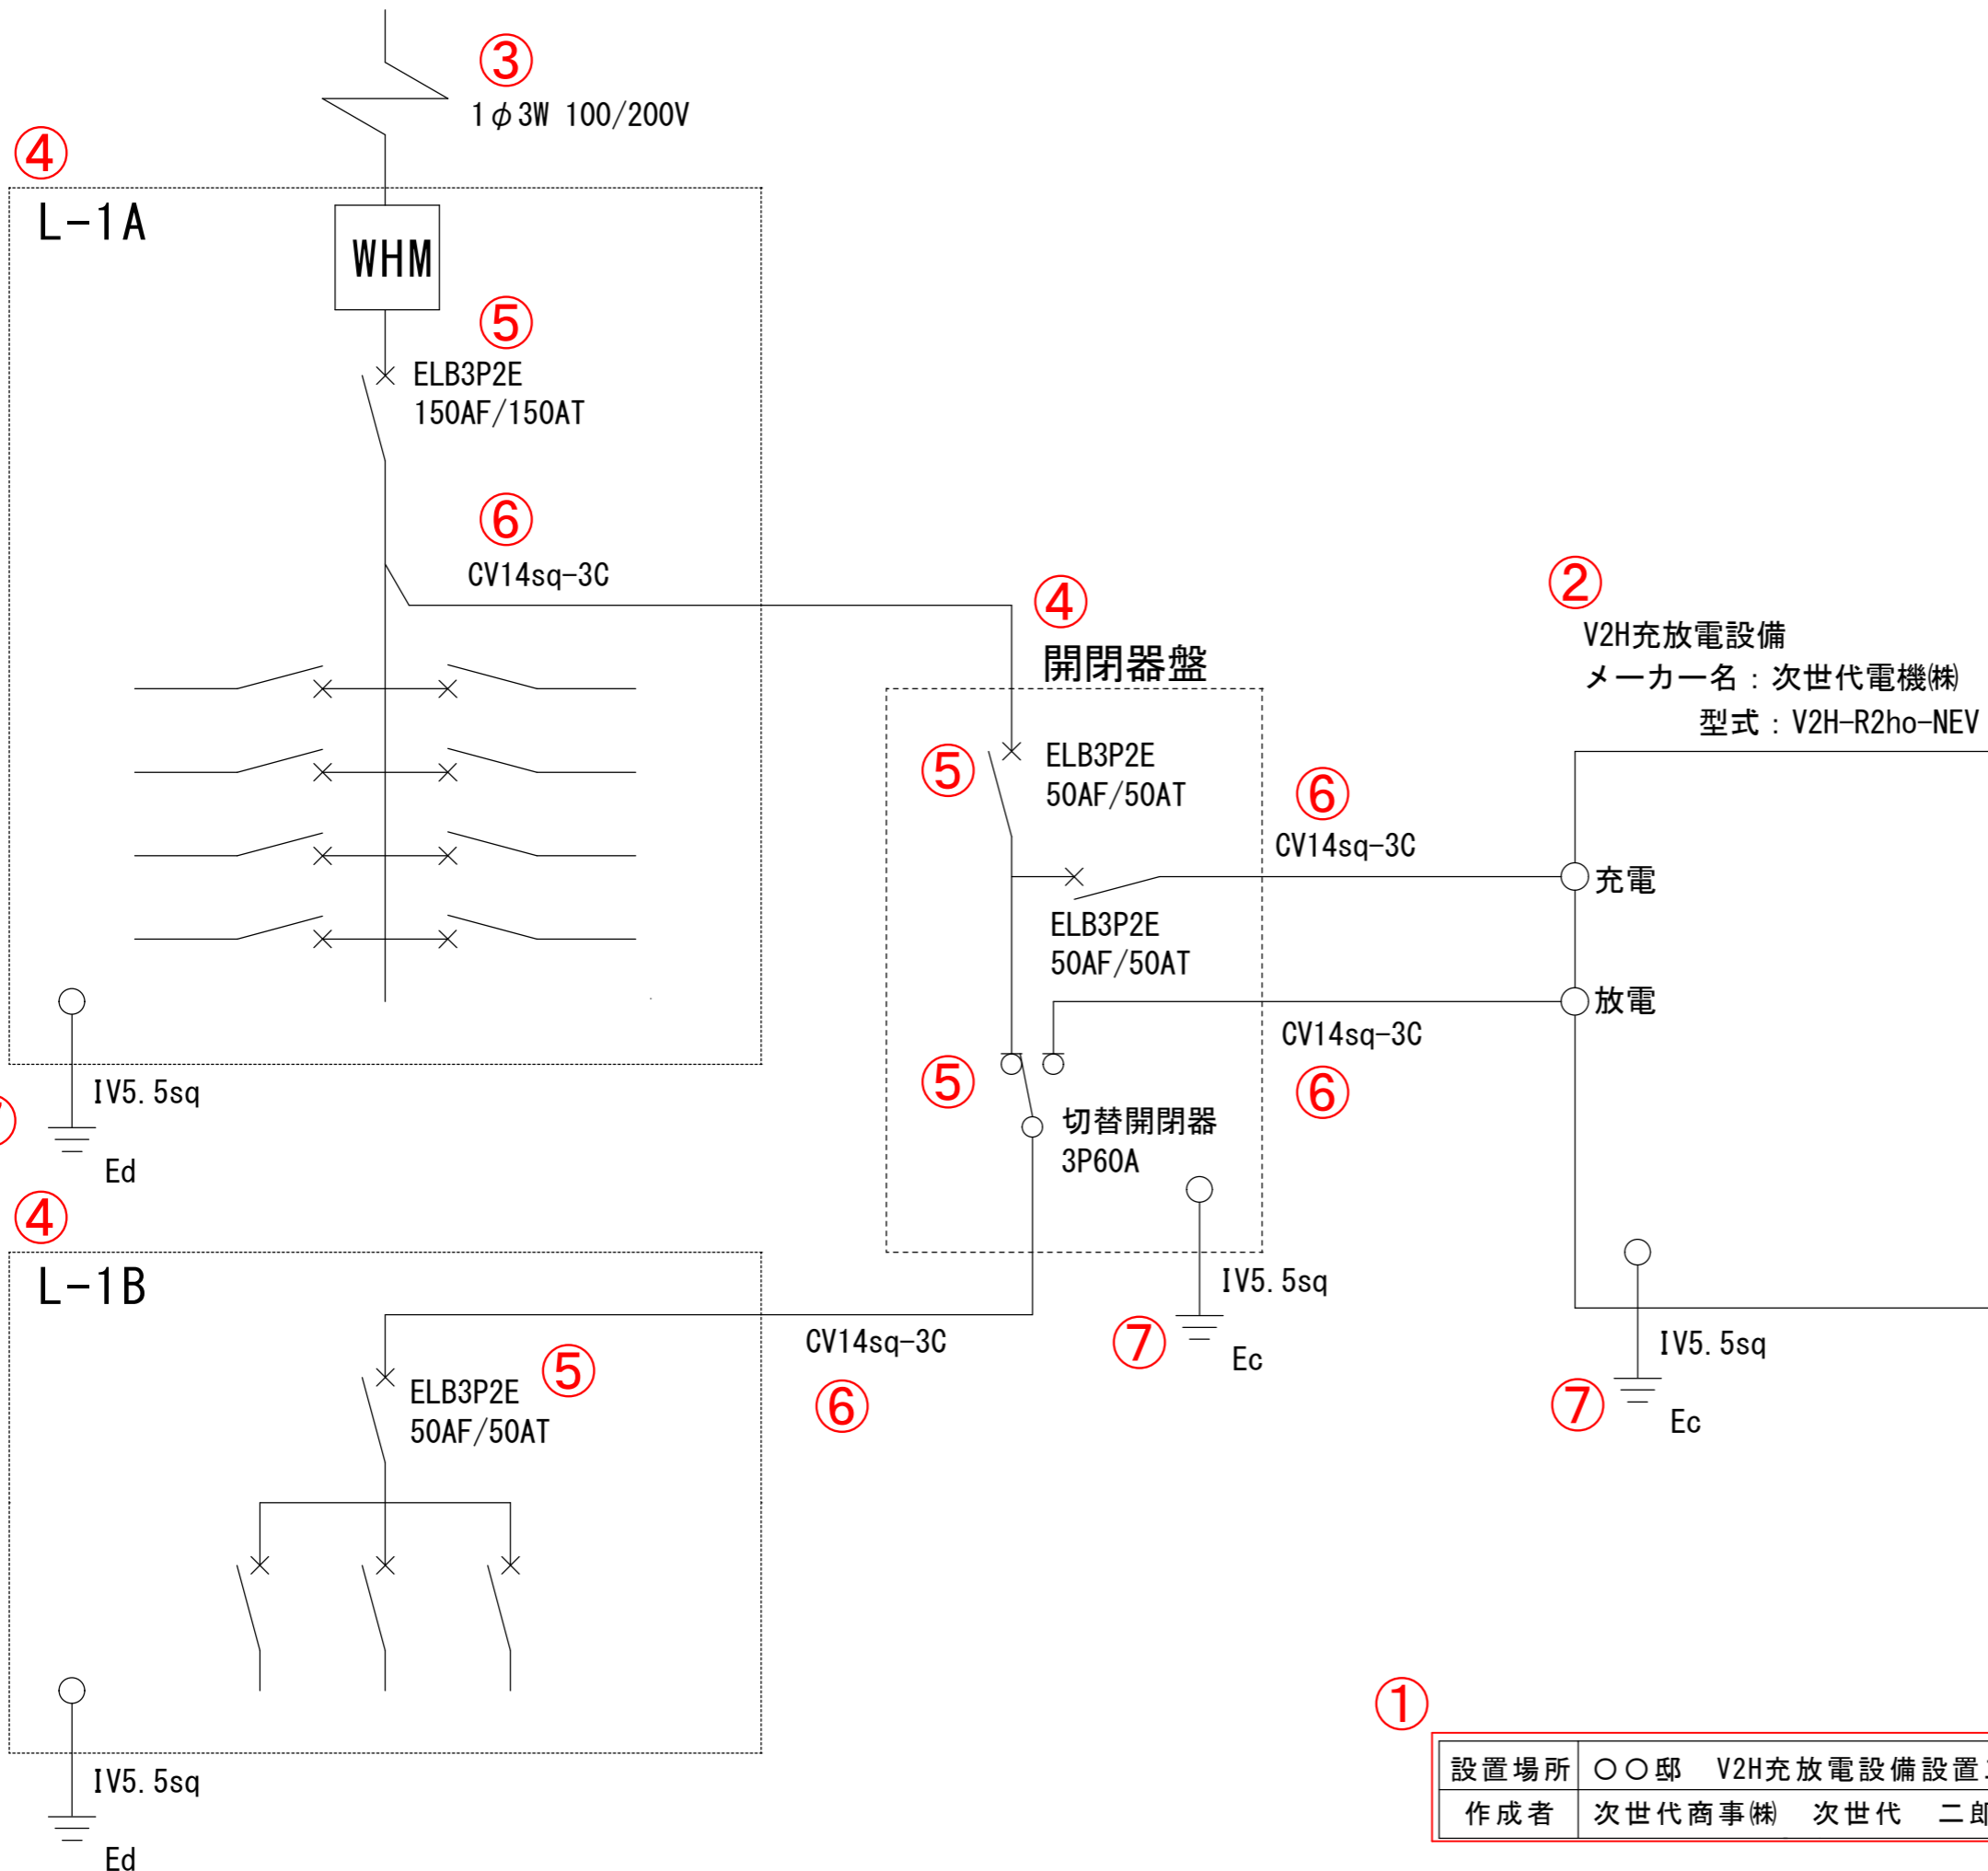 ③
1φ3W 100/200V
④
L-1A
WHM
⑤
ELB3P2E
150AF/150AT
⑥
CV14sq-3C
IV5.5sq
Ed
④
開閉器盤
⑤
ELB3P2E
50AF/50AT
ELB3P2E
50AF/50AT
⑤
切替開閉器
3P60A
IV5.5sq
⑦
Ec
⑥
CV14sq-3C
CV14sq-3C
⑥
②
V2H充放電設備
メーカー名：次世代電機㈱
型式：V2H-R2ho-NEV
充電
放電
IV5.5sq
⑦
Ec
④
L-1B
⑤
ELB3P2E
50AF/50AT
CV14sq-3C
⑥
IV5.5sq
Ed
①
設置場所 〇〇邸 V2H充放電設備設置
作成者 次世代商事㈱ 次世代 二郎